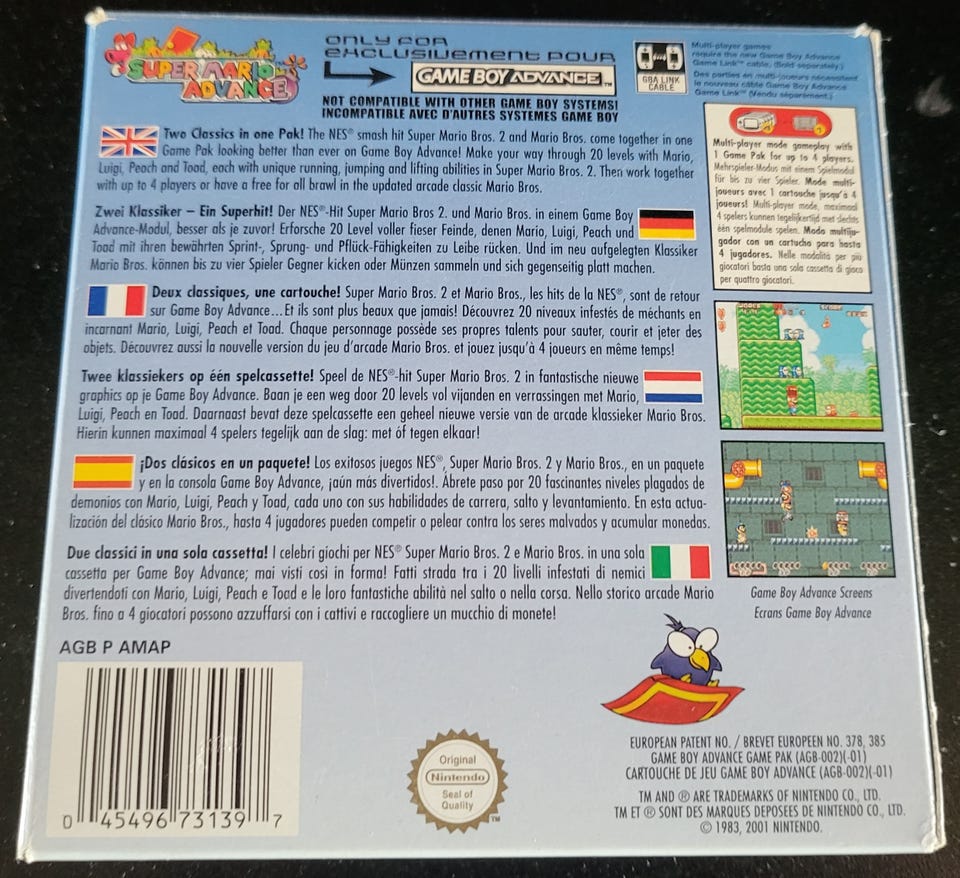 SUPER MARIO
ADVANCE
ONLY FOR
EXCLUSIVEMENT POUR
GAME BOY ADVANCE
NOT COMPATIBLE WITH OTHER GAME BOY SYSTEMS!
INCOMPATIBLE AVEC D'AUTRES SYSTEMES GAME BOY
GBA LINK
CABLE
Multi-player games
require the new Game Boy Advance
Game Link™ cable. (Sold separately.)
Des parties en multi-joueurs nécessitent
le nouveau câble Game Boy Advance
Game Link™ (Vendu séparément.)
Multi-player mode gameplay with
1 Game Pak for up to 4 players.
Mehrspieler-Modus mit einem Spielmodul
für bis zu vier Spieler. Mode multi-
joueurs avec 1 cartouche jusqu'à 4
joueurs! Multi-player mode, maximaal
4 spelers kunnen tegelijkertijd met slechts
één spelmodule spelen. Modo multiju-
gador con un cartucho para hasta
4 jugadores. Nelle modalità per più
giocatori basta una sola cassetta di gioco
per quattro giocatori.
Two Classics in one Pak! The NES® smash hit Super Mario Bros. 2 and Mario Bros. come together in one
Game Pak looking better than ever on Game Boy Advance! Make your way through 20 levels with Mario,
Luigi, Peach and Toad, each with unique running, jumping and lifting abilities in Super Mario Bros. 2. Then work together
with up to 4 players or have a free for all brawl in the updated arcade classic Mario Bros.
Zwei Klassiker – Ein Superhit! Der NES®-Hit Super Mario Bros 2. und Mario Bros. in einem Game Boy
Advance-Modul, besser als je zuvor! Erforsche 20 Level voller fieser Feinde, denen Mario, Luigi, Peach und
Toad mit ihren bewährten Sprint-, Sprung- und Pflück-Fähigkeiten zu Leibe rücken. Und im neu aufgelegten Klassiker
Mario Bros. können bis zu vier Spieler Gegner kicken oder Münzen sammeln und sich gegenseitig platt machen.
Deux classiques, une cartouche! Super Mario Bros. 2 et Mario Bros., les hits de la NES®, sont de retour
sur Game Boy Advance...Et ils sont plus beaux que jamais! Découvrez 20 niveaux infestés de méchants en
incarnant Mario, Luigi, Peach et Toad. Chaque personnage possède ses propres talents pour sauter, courir et jeter des
objets. Découvrez aussi la nouvelle version du jeu d'arcade Mario Bros. et jouez jusqu'à 4 joueurs en même temps!
Twee klassiekers op één spelcassette! Speel de NES®-hit Super Mario Bros. 2 in fantastische nieuwe
graphics op je Game Boy Advance. Baan je een weg door 20 levels vol vijanden en verrassingen met Mario,
Luigi, Peach en Toad. Daarnaast bevat deze spelcassette een geheel nieuwe versie van de arcade klassieker Mario Bros.
Hierin kunnen maximaal 4 spelers tegelijk aan de slag: met óf tegen elkaar!
¡Dos clásicos en un paquete! Los exitosos juegos NES®, Super Mario Bros. 2 y Mario Bros., en un paquete
y en la consola Game Boy Advance, ¡aún más divertidos!. Ábrete paso por 20 fascinantes niveles plagados de
demonios con Mario, Luigi, Peach y Toad, cada uno con sus habilidades de carrera, salto y levantamiento. En esta actua-
lización del clásico Mario Bros., hasta 4 jugadores pueden competir o pelear contra los seres malvados y acumular monedas.
Due classici in una sola cassetta! I celebri giochi per NES® Super Mario Bros. 2 e Mario Bros. in una sola
cassetta per Game Boy Advance; mai visti così in forma! Fatti strada tra i 20 livelli infestati di nemici
divertendoti con Mario, Luigi, Peach e Toad e le loro fantastiche abilità nel salto o nella corsa. Nello storico arcade Mario
Bros. fino a 4 giocatori possono azzuffarsi con i cattivi e raccogliere un mucchio di monete!
Game Boy Advance Screens
Ecrans Game Boy Advance
AGB P AMAP
0 45496 73139 7
Original
Nintendo
Seal of
Quality
TM
EUROPEAN PATENT NO. / BREVET EUROPEEN NO. 378, 385
GAME BOY ADVANCE GAME PAK (AGB-002)(-01)
CARTOUCHE DE JEU GAME BOY ADVANCE (AGB-002)(-01)
TM AND ® ARE TRADEMARKS OF NINTENDO CO., LTD.
TM ET ® SONT DES MARQUES DEPOSEES DE NINTENDO CO., LTD.
© 1983, 2001 NINTENDO.